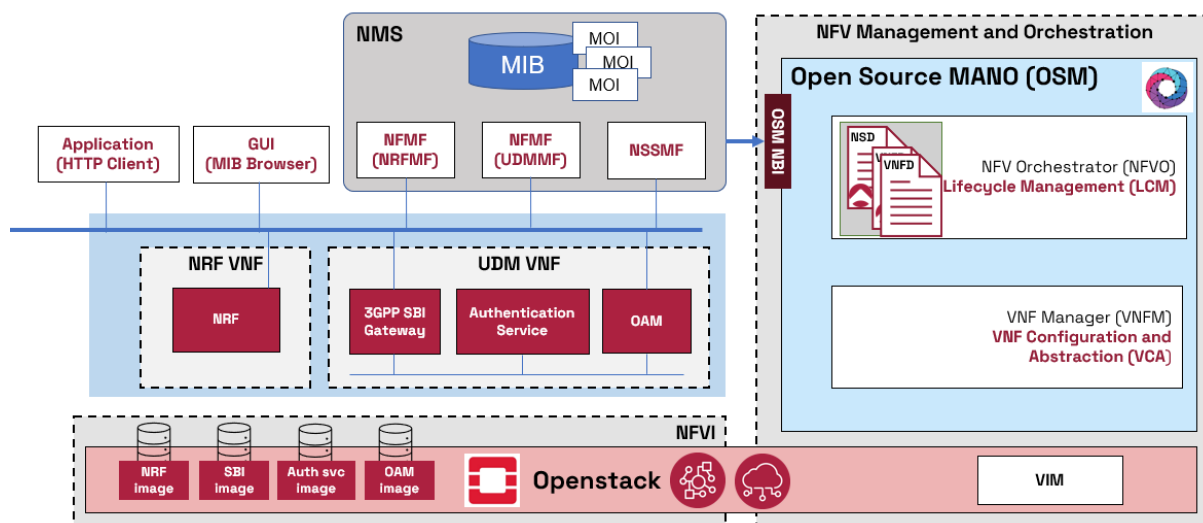 NMS
MIB
MOI
MOI
MOI
Application
(HTTP Client)
GUI
(MIB Browser)
NFMF
(NRFMF)
NFMF
(UDMMF)
NSSMF
NFV Management and Orchestration
Open Source MANO (OSM)
OSM NBI
NSD
VNFD
NFV Orchestrator (NFVO)
Lifecycle Management (LCM)
VNF Manager (VNFM)
VNF Configuration and
Abstraction (VCA)
NRF VNF
NRF
UDM VNF
3GPP SBI
Gateway
Authentication
Service
OAM
NFVI
NRF
image
SBI
image
Auth svc
image
OAM
image
Openstack
VIM